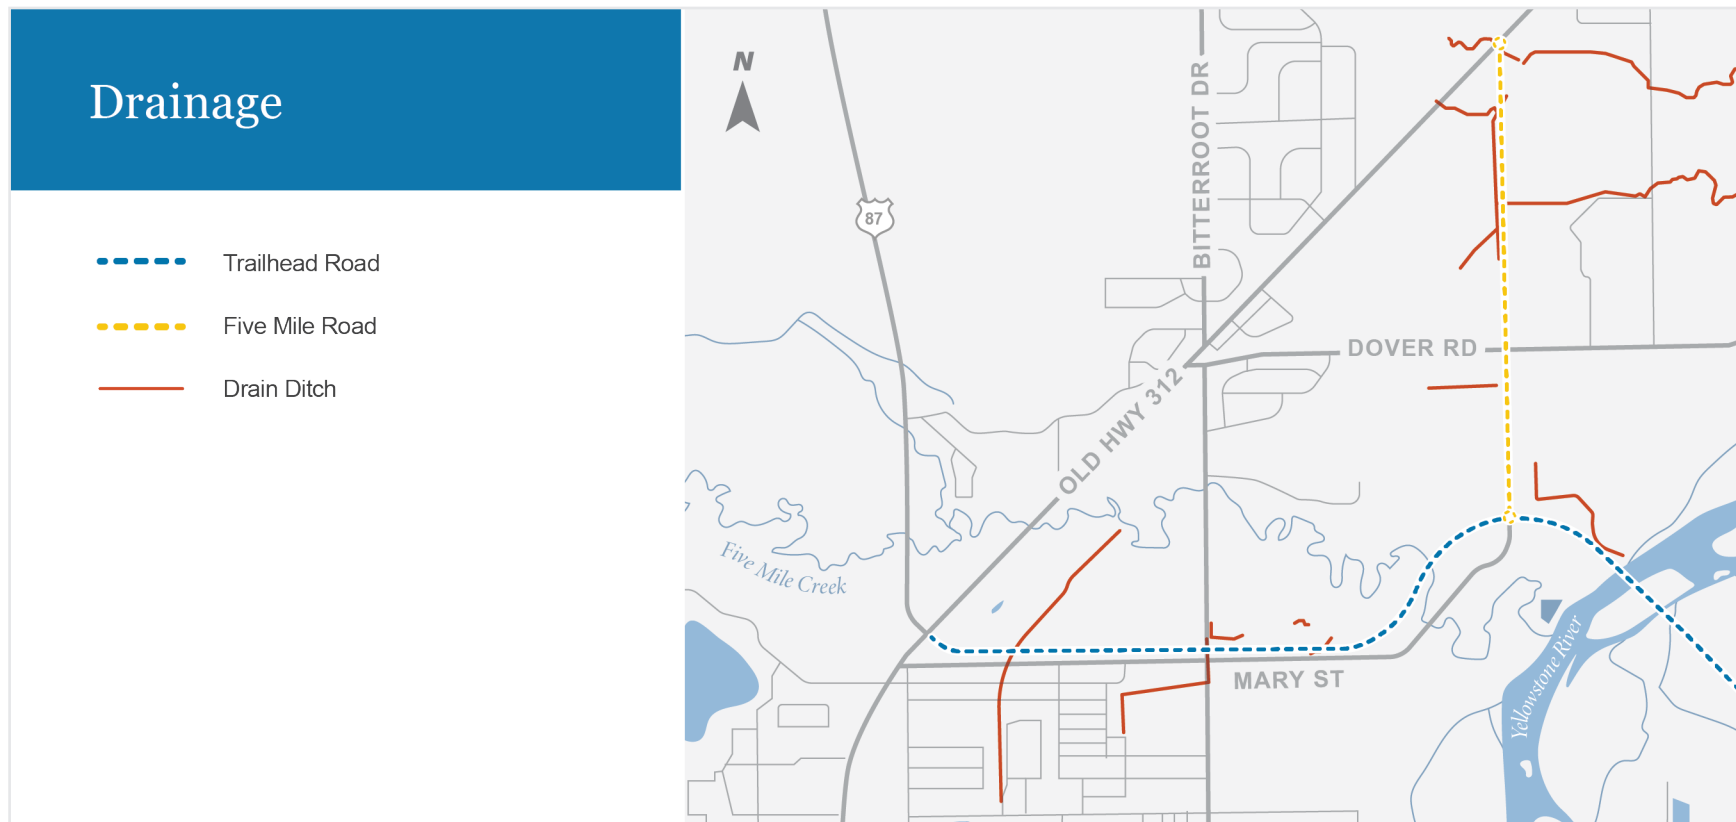 Drainage
Trailhead Road
Five Mile Road
Drain Ditch
N
87
BITTERROOT DR
DOVER RD
OLD HWY 312
Five Mile Creek
MARY ST
Yellowstone River